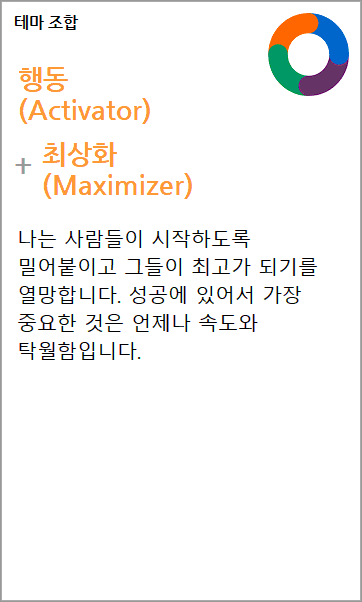 테마 조합
행동
(Activator)
+ 최상화
(Maximizer)
나는 사람들이 시작하도록
밀어붙이고 그들이 최고가 되기를
열망합니다. 성공에 있어서 가장
중요한 것은 언제나 속도와
탁월함입니다.